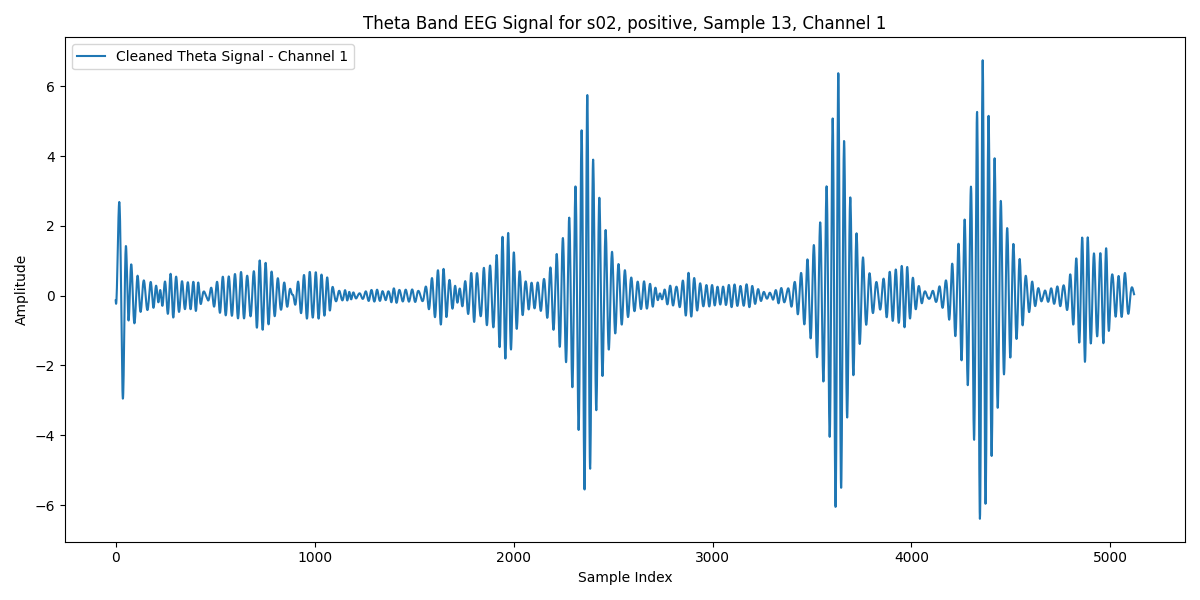 Theta Band EEG Signal for s02, positive, Sample 13, Channel 1
Cleaned Theta Signal - Channel 1
6
4
2
0
−2
−4
−6
Amplitude
0 1000 2000 3000 4000 5000
Sample Index